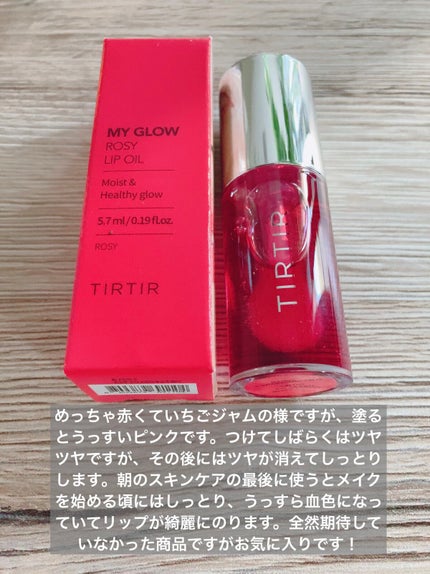 MY GLOW
ROSY
LIP OIL
Moist &
Healthy glow
5.7 ml/0.19 fl.oz.
ROSY
TIRTIR
TIRTIR
めっちゃ赤くていちごジャムの様ですが、塗る
とうっすいピンクです。つけてしばらくはツヤ
ツヤですが、その後にはツヤが消えてしっとり
します。朝のスキンケアの最後に使うとメイク
を始める頃にはしっとり、うっすら血色になっ
ていてリップが綺麗にのります。全然期待して
いなかった商品ですがお気に入りです！